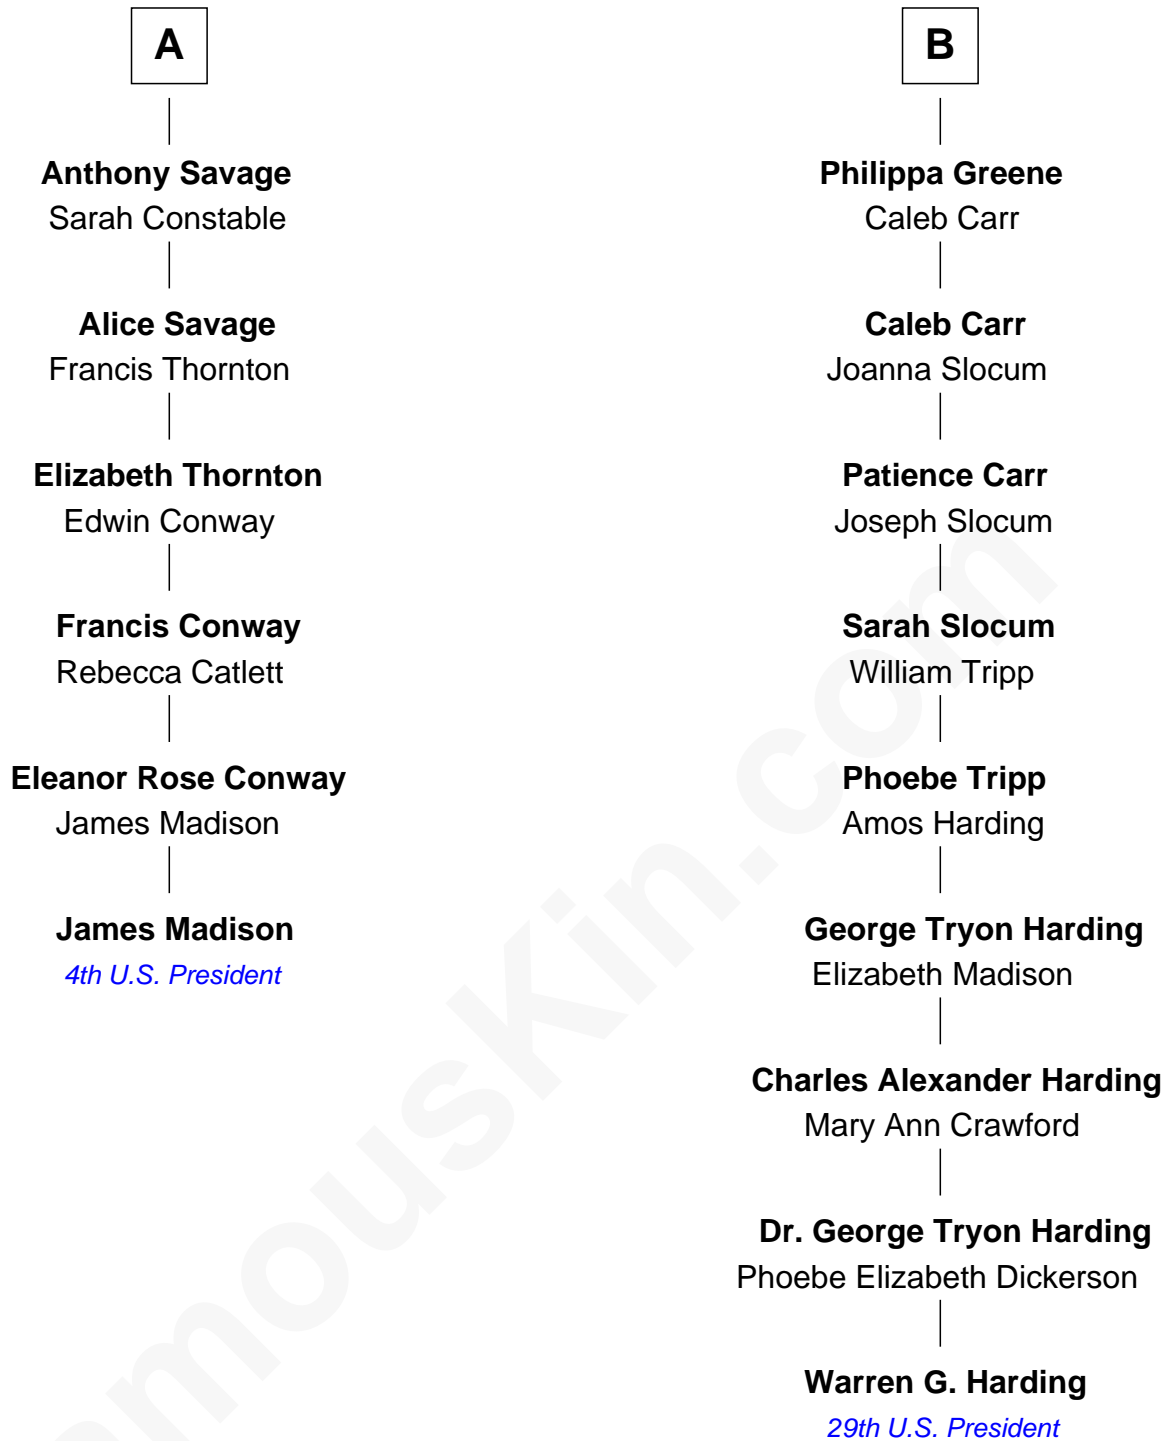 A
Anthony Savage
Sarah Constable
Alice Savage
Francis Thornton
Elizabeth Thornton
Edwin Conway
Francis Conway
Rebecca Catlett
Eleanor Rose Conway
James Madison
James Madison
4th U.S. President
B
Philippa Greene
Caleb Carr
Caleb Carr
Joanna Slocum
Patience Carr
Joseph Slocum
Sarah Slocum
William Tripp
Phoebe Tripp
Amos Harding
George Tryon Harding
Elizabeth Madison
Charles Alexander Harding
Mary Ann Crawford
Dr. George Tryon Harding
Phoebe Elizabeth Dickerson
Warren G. Harding
29th U.S. President
amouskin.com